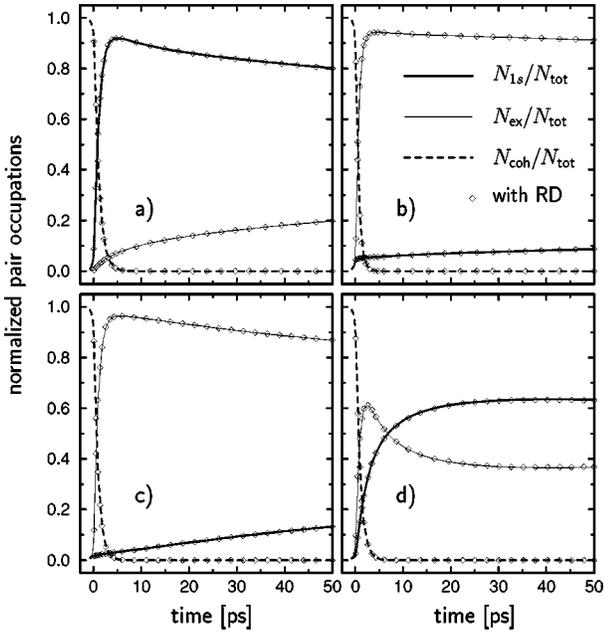 normalized pair occupations
1.0
0.8
0.6
0.4
0.2
0.0
a)
N1s/Ntot
Nex/Ntot
Ncoh/Ntot
with RD
b)
1.0
0.8
0.6
0.4
0.2
0.0
c)
d)
0 10 20 30 40 50
0 10 20 30 40 50
time [ps]
time [ps]